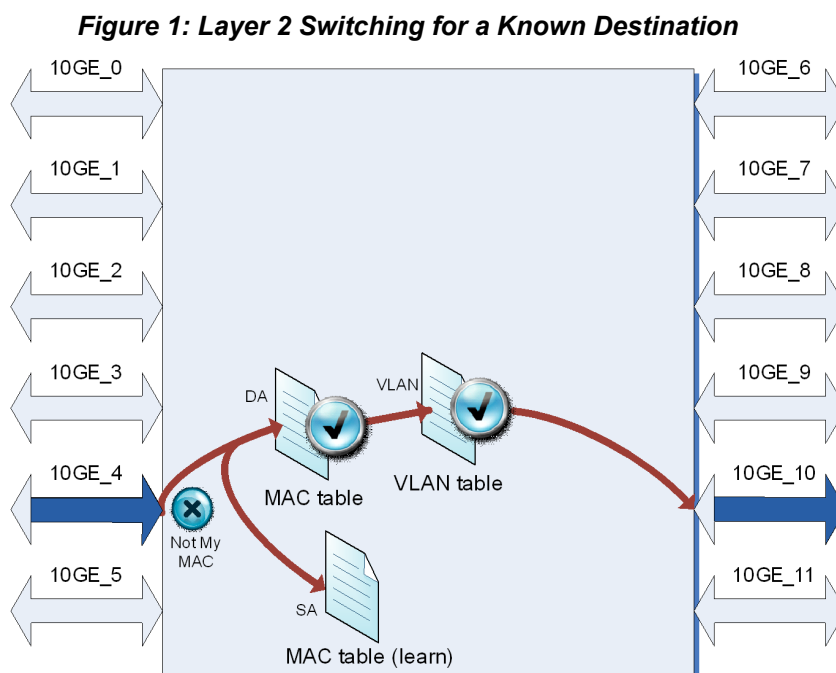 Figure 1: Layer 2 Switching for a Known Destination
10GE_0
10GE_6
10GE_1
10GE_7
10GE_2
10GE_8
10GE_3
10GE_9
DA
VLAN
MAC table
VLAN table
10GE_4
10GE_10
Not My
MAC
10GE_5
10GE_11
SA
MAC table (learn)